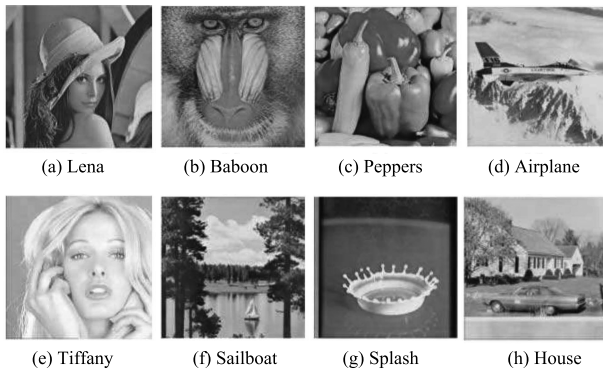 (a) Lena
(b) Baboon
(c) Peppers
(d) Airplane
(e) Tiffany
(f) Sailboat
(g) Splash
(h) House